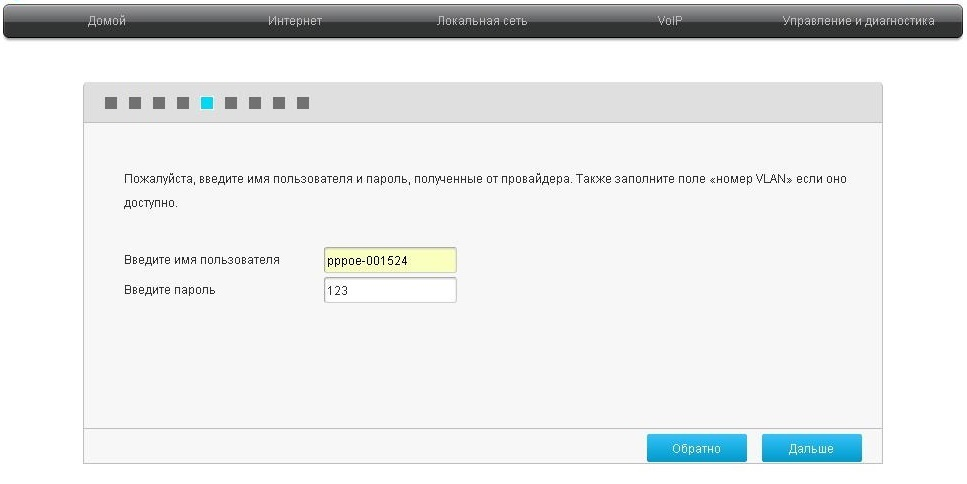 Домой Интернет Локальная сеть VoIP Управление и диагностика
Пожалуйста, введите имя пользователя и пароль, полученные от провайдера. Также заполните поле «номер VLAN» если оно
доступно.
Введите имя пользователя pppoe-001524
Введите пароль 123
Обратно Дальше